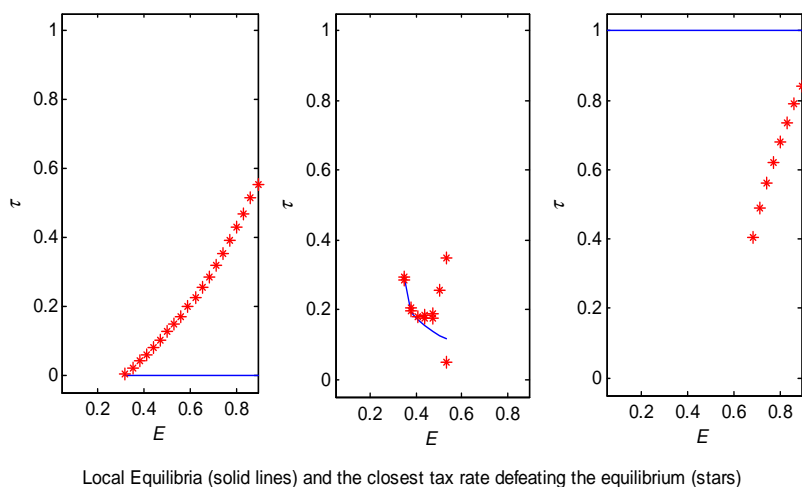 1
0.8
0.6
0.4
0.2
0
τ
0.2 0.4 0.6 0.8
E
1
0.8
0.6
0.4
0.2
0
τ
0.2 0.4 0.6 0.8
E
1
0.8
0.6
0.4
0.2
0
τ
0.2 0.4 0.6 0.8
E
Local Equilibria (solid lines) and the closest tax rate defeating the equilibrium (stars)